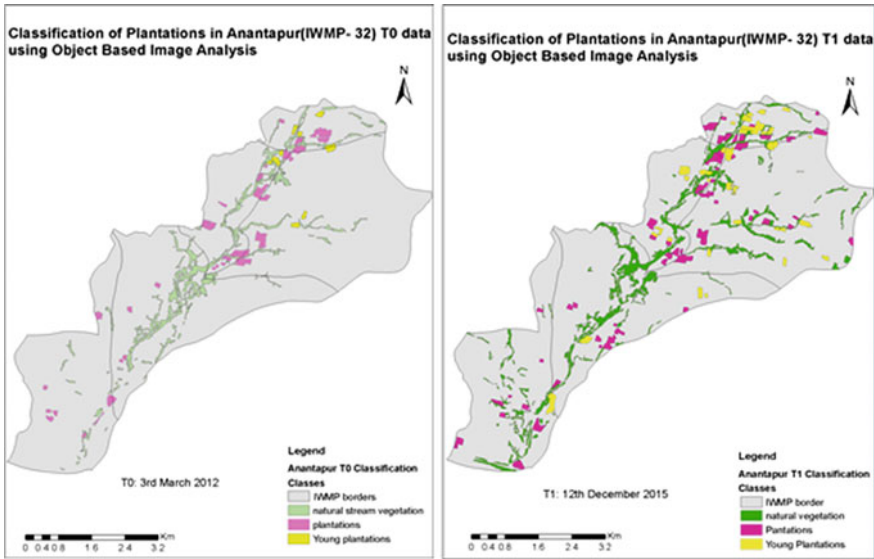 Classification of Plantations in Anantapur(IWMP- 32) T0 data
using Object Based Image Analysis
N
T0: 3rd March 2012
Legend
Anantapur T0 Classification
Classes
IWMP borders
natural stream vegetation
plantations
Young plantations
Km
0 0.4 0.8 1.6 2.4 3.2
Classification of Plantations in Anantapur(IWMP- 32) T1 data
using Object Based Image Analysis
N
T1: 12th December 2015
Legend
Anantapur T1 Classification
Classes
IWMP border
natural vegetation
Pantations
Young Plantations
Km
0 0.4 0.8 1.6 2.4 3.2